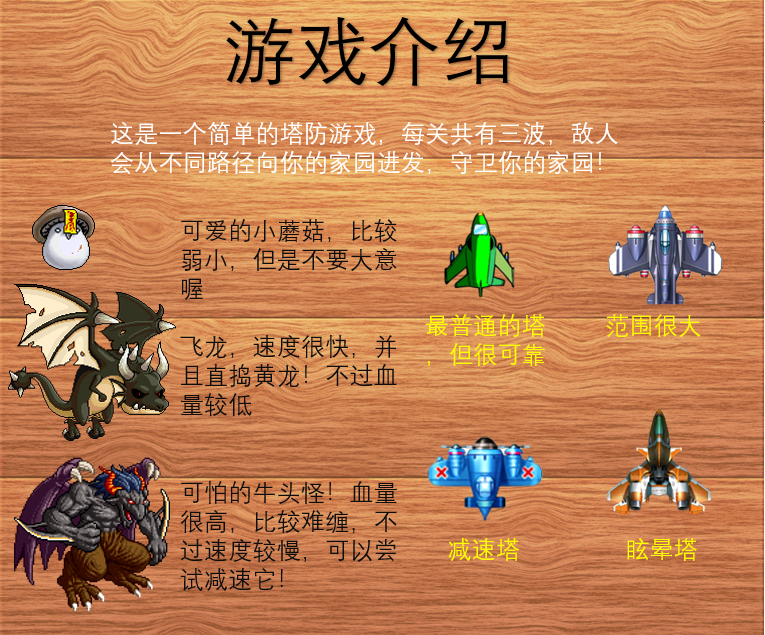 游戏介绍
这是一个简单的塔防游戏，每关共有三波，敌人
会从不同路径向你的家园进发，守卫你的家园！
可爱的小蘑菇，比较
弱小，但是不要大意
喔
飞龙，速度很快，并
且直捣黄龙！不过血
量较低
可怕的牛头怪！血量
很高，比较难缠，不
过速度较慢，可以尝
试减速它！
最普通的塔
，但很可靠
范围很大
减速塔
眩晕塔